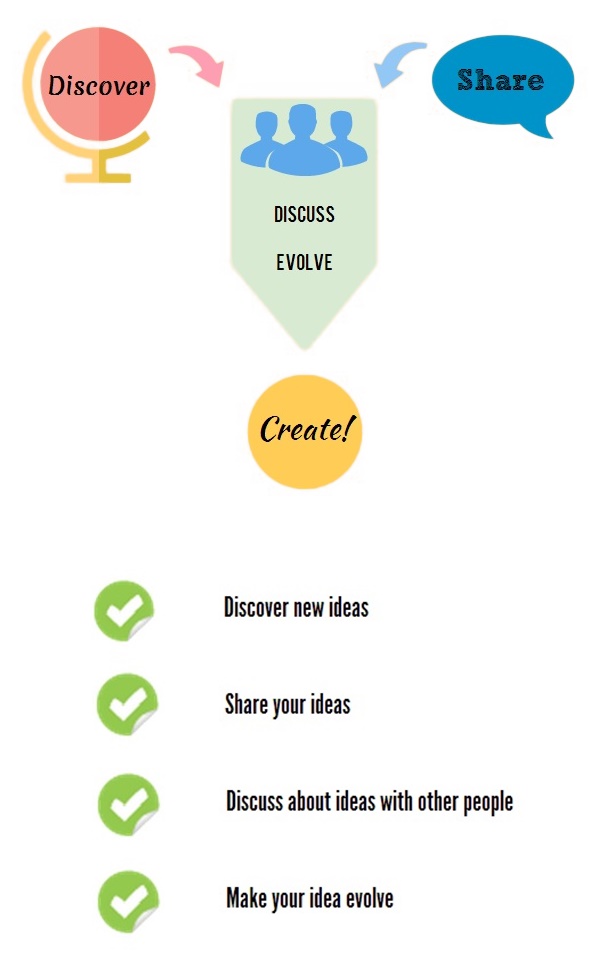 Discover
Share
DISCUSS
EVOLVE
Create!
Discover new ideas
Share your ideas
Discuss about ideas with other people
Make your idea evolve